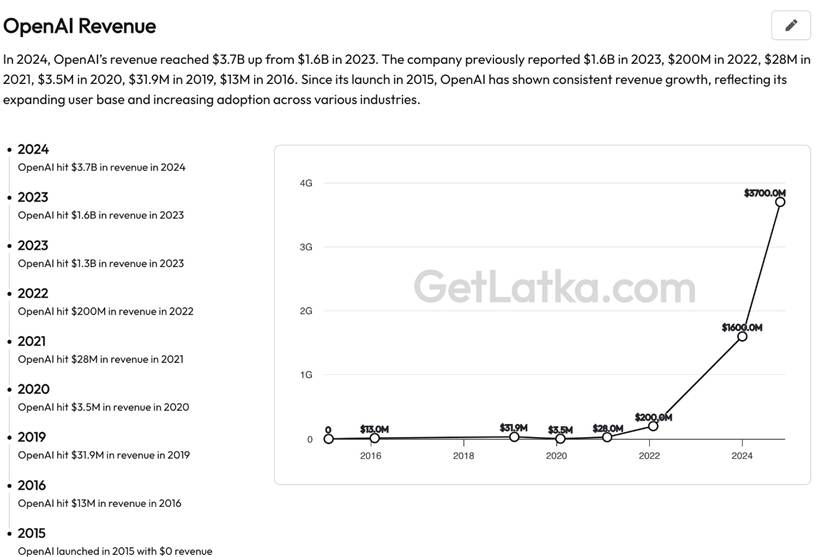 OpenAI Revenue
In 2024, OpenAI's revenue reached $3.7B up from $1.6B in 2023. The company previously reported $1.6B in 2023, $200M in 2022, $28M in
2021, $3.5M in 2020, $31.9M in 2019, $13M in 2016. Since its launch in 2015, OpenAI has shown consistent revenue growth, reflecting its
expanding user base and increasing adoption across various industries.
2024
OpenAI hit $3.7B in revenue in 2024
2023
OpenAI hit $1.6B in revenue in 2023
2023
OpenAI hit $1.3B in revenue in 2023
2022
OpenAI hit $200M in revenue in 2022
2021
OpenAI hit $28M in revenue in 2021
2020
OpenAI hit $3.5M in revenue in 2020
2019
OpenAI hit $31.9M in revenue in 2019
2016
OpenAI hit $13M in revenue in 2016
2015
OpenAI launched in 2015 with $0 revenue
4G
$3700.0M
3G
GetLatka.com
2G
$1600.0M
1G
$200.0M
0 $13.0M $31.9M $3.5M $28.0M
0
2016 2018 2020 2022 2024